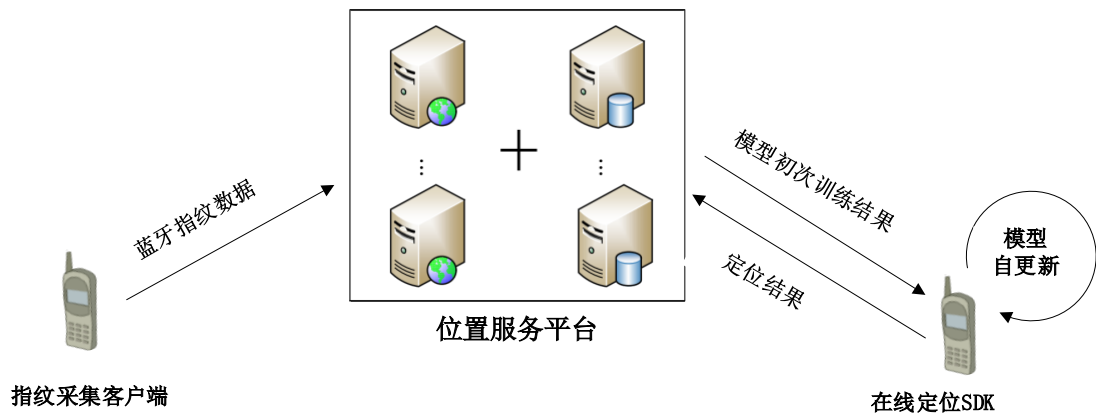 蓝牙指纹数据
模型初次训练结果
定位结果
模型
自更新
位置服务平台
指纹采集客户端
在线定位SDK